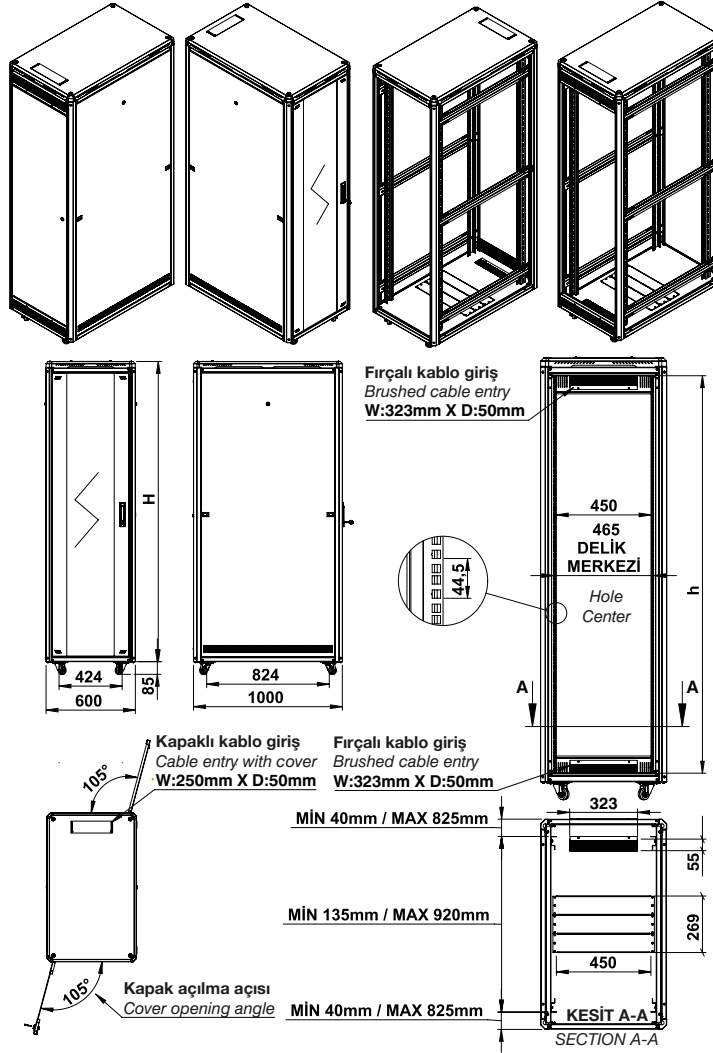 Fırçalı kablo giriş
Brushed cable entry
W:323mm X D:50mm
H
450
465
DELİK
MERKEZİ
Hole
Center
h
44,5
424
600
85
824
1000
A
A
Kapaklı kablo giriş
Cable entry with cover
W:250mm X D:50mm
105°
Fırçalı kablo giriş
Brushed cable entry
W:323mm X D:50mm
323
MİN 40mm / MAX 825mm
55
MİN 135mm / MAX 920mm
269
450
105°
Kapak açılma açısı
Cover opening angle
MİN 40mm / MAX 825mm
KESİT A-A
SECTION A-A